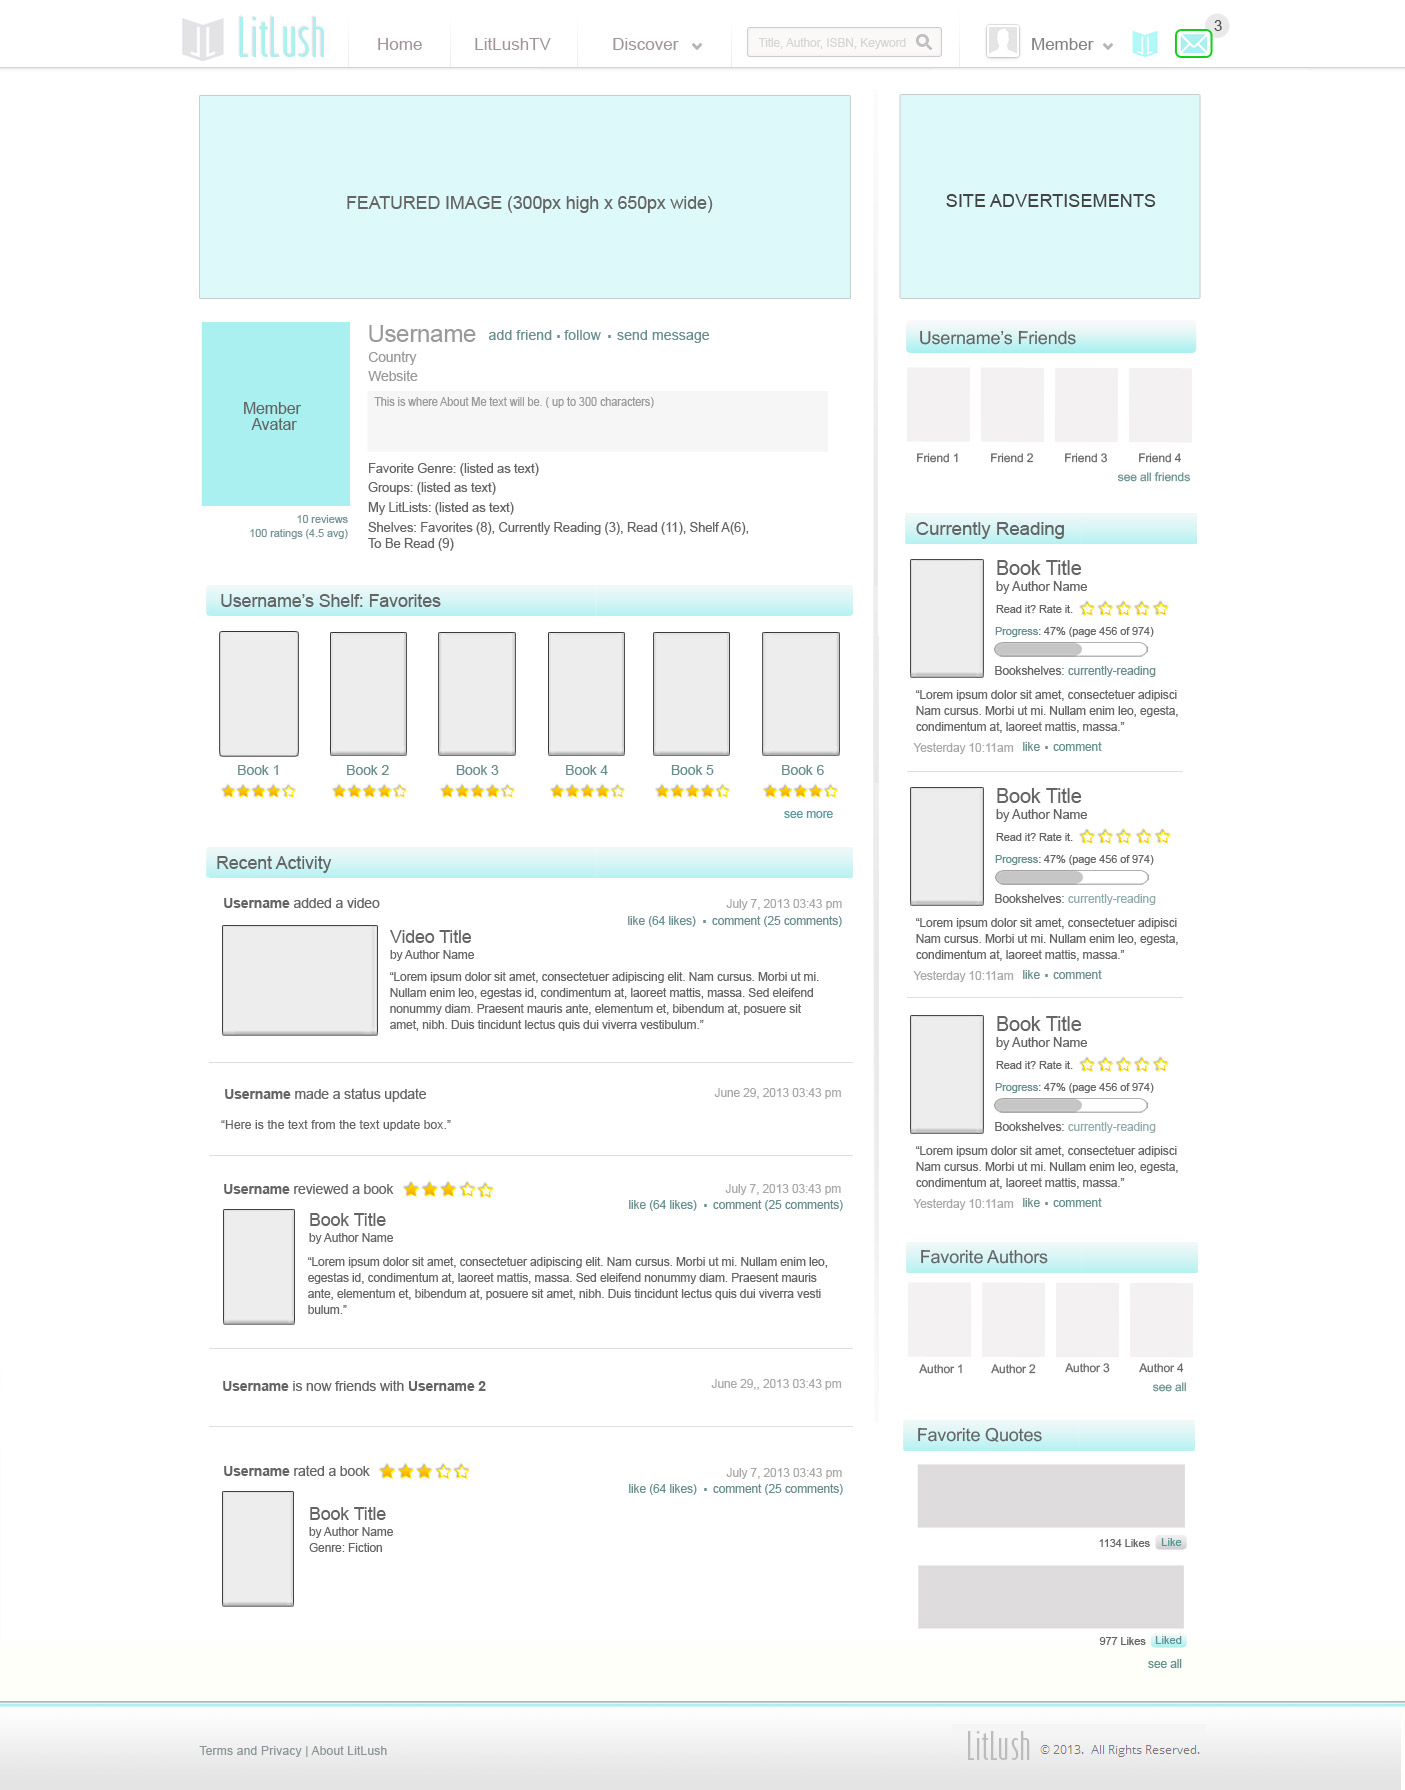 LitLush
Home
LitLushTV
Discover
Title, Author, ISBN, Keyword
Member
3
FEATURED IMAGE (300px high x 650px wide)
SITE ADVERTISEMENTS
Member
Avatar
10 reviews
100 ratings (4.5 avg)
Username add friend • follow • send message
Country
Website
This is where About Me text will be. ( up to 300 characters)
Favorite Genre: (listed as text)
Groups: (listed as text)
My LitLists: (listed as text)
Shelves: Favorites (8), Currently Reading (3), Read (11), Shelf A(6),
To Be Read (9)
Username’s Shelf: Favorites
Book 1
Book 2
Book 3
Book 4
Book 5
Book 6
see more
Recent Activity
Username added a video
July 7, 2013 03:43 pm
like (64 likes) • comment (25 comments)
Video Title
by Author Name
“Lorem ipsum dolor sit amet, consectetuer adipiscing elit. Nam cursus. Morbi ut mi.
Nullam enim leo, egestas id, condimentum at, laoreet mattis, massa. Sed eleifend
nonummy diam. Praesent mauris ante, elementum et, bibendum at, posuere sit
amet, nibh. Duis tincidunt lectus quis dui viverra vestibulum.”
Username made a status update
June 29, 2013 03:43 pm
“Here is the text from the text update box.”
Username reviewed a book
July 7, 2013 03:43 pm
like (64 likes) • comment (25 comments)
Book Title
by Author Name
“Lorem ipsum dolor sit amet, consectetuer adipiscing elit. Nam cursus. Morbi ut mi. Nullam enim leo,
egestas id, condimentum at, laoreet mattis, massa. Sed eleifend nonummy diam. Praesent mauris
ante, elementum et, bibendum at, posuere sit amet, nibh. Duis tincidunt lectus quis dui viverra vesti
bulum.”
Username is now friends with Username 2
June 29,, 2013 03:43 pm
Username rated a book
July 7, 2013 03:43 pm
like (64 likes) • comment (25 comments)
Book Title
by Author Name
Genre: Fiction
Username’s Friends
Friend 1
Friend 2
Friend 3
Friend 4
see all friends
Currently Reading
Book Title
by Author Name
Read it? Rate it.
Progress: 47% (page 456 of 974)
Bookshelves: currently-reading
“Lorem ipsum dolor sit amet, consectetuer adipisci
Nam cursus. Morbi ut mi. Nullam enim leo, egesta,
condimentum at, laoreet mattis, massa.”
Yesterday 10:11am like • comment
Book Title
by Author Name
Read it? Rate it.
Progress: 47% (page 456 of 974)
Bookshelves: currently-reading
“Lorem ipsum dolor sit amet, consectetuer adipisci
Nam cursus. Morbi ut mi. Nullam enim leo, egesta,
condimentum at, laoreet mattis, massa.”
Yesterday 10:11am like • comment
Book Title
by Author Name
Read it? Rate it.
Progress: 47% (page 456 of 974)
Bookshelves: currently-reading
“Lorem ipsum dolor sit amet, consectetuer adipisci
Nam cursus. Morbi ut mi. Nullam enim leo, egesta,
condimentum at, laoreet mattis, massa.”
Yesterday 10:11am like • comment
Favorite Authors
Author 1
Author 2
Author 3
Author 4
see all
Favorite Quotes
1134 Likes Like
977 Likes Liked
see all
Terms and Privacy | About LitLush
LitLush © 2013. All Rights Reserved.